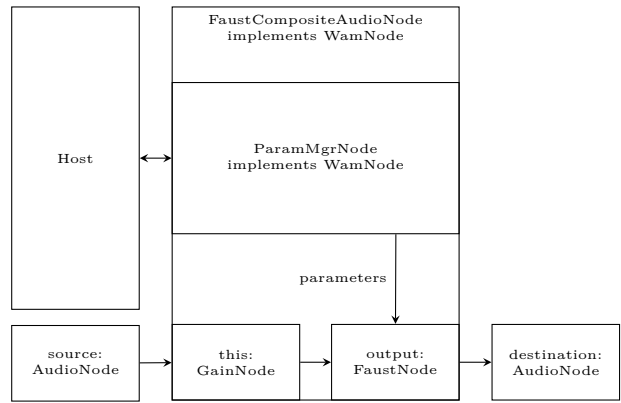 FaustCompositeAudioNode
implements WamNode
Host
ParamMgrNode
implements WamNode
parameters
source:
AudioNode
this:
GainNode
output:
FaustNode
destination:
AudioNode